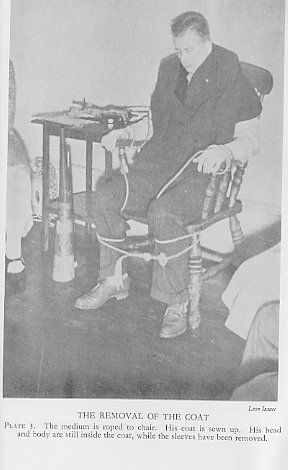 Leon Isaacs
THE REMOVAL OF THE COAT
PLATE 3. The medium is roped to chair. His coat is sewn up. His head
and body are still inside the coat, while the sleeves have been removed.